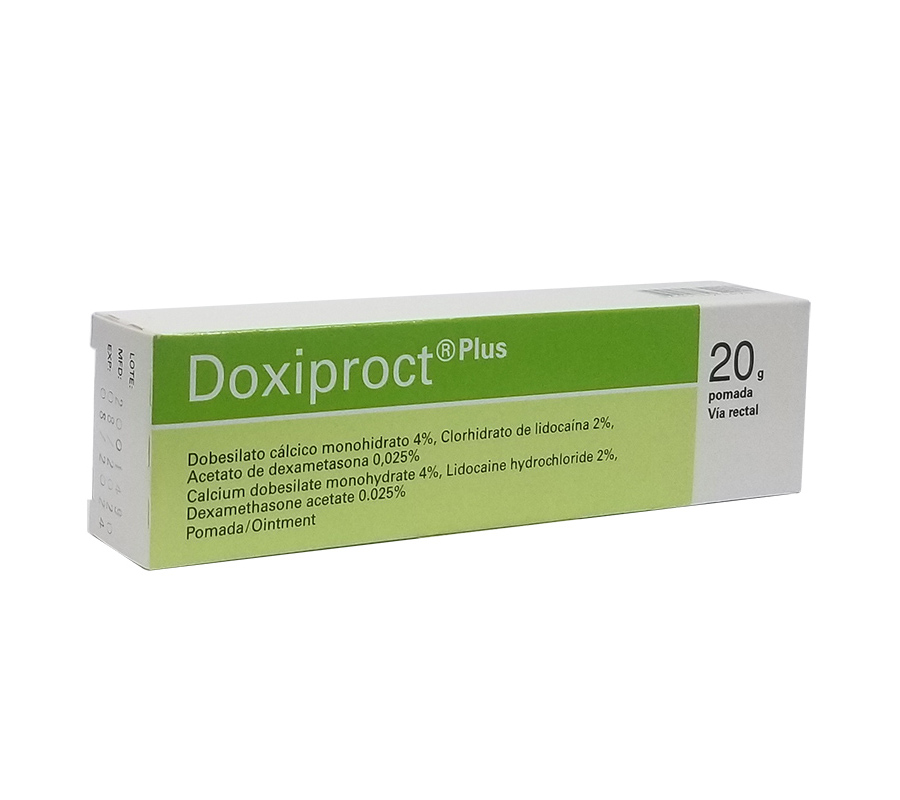 Doxiproct® Plus
20 g
pomada
Vía rectal
Dobesilato cálcico monohidrato 4%, Clorhidrato de lidocaína 2%,
Acetato de dexametasona 0,025%
Calcium dobesilate monohydrate 4%, Lidocaine hydrochloride 2%,
Dexamethasone acetate 0.025%
Pomada/Ointment
LOTE:
MFD:
EXP: